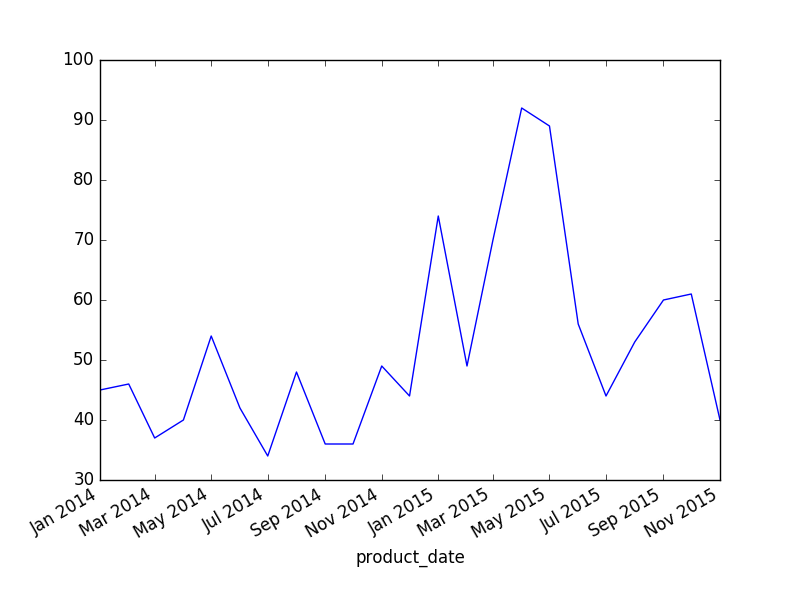 100
90
80
70
60
50
40
30
Jan 2014
Mar 2014
May 2014
Jul 2014
Sep 2014
Nov 2014
Jan 2015
Mar 2015
May 2015
Jul 2015
Sep 2015
Nov 2015
product_date